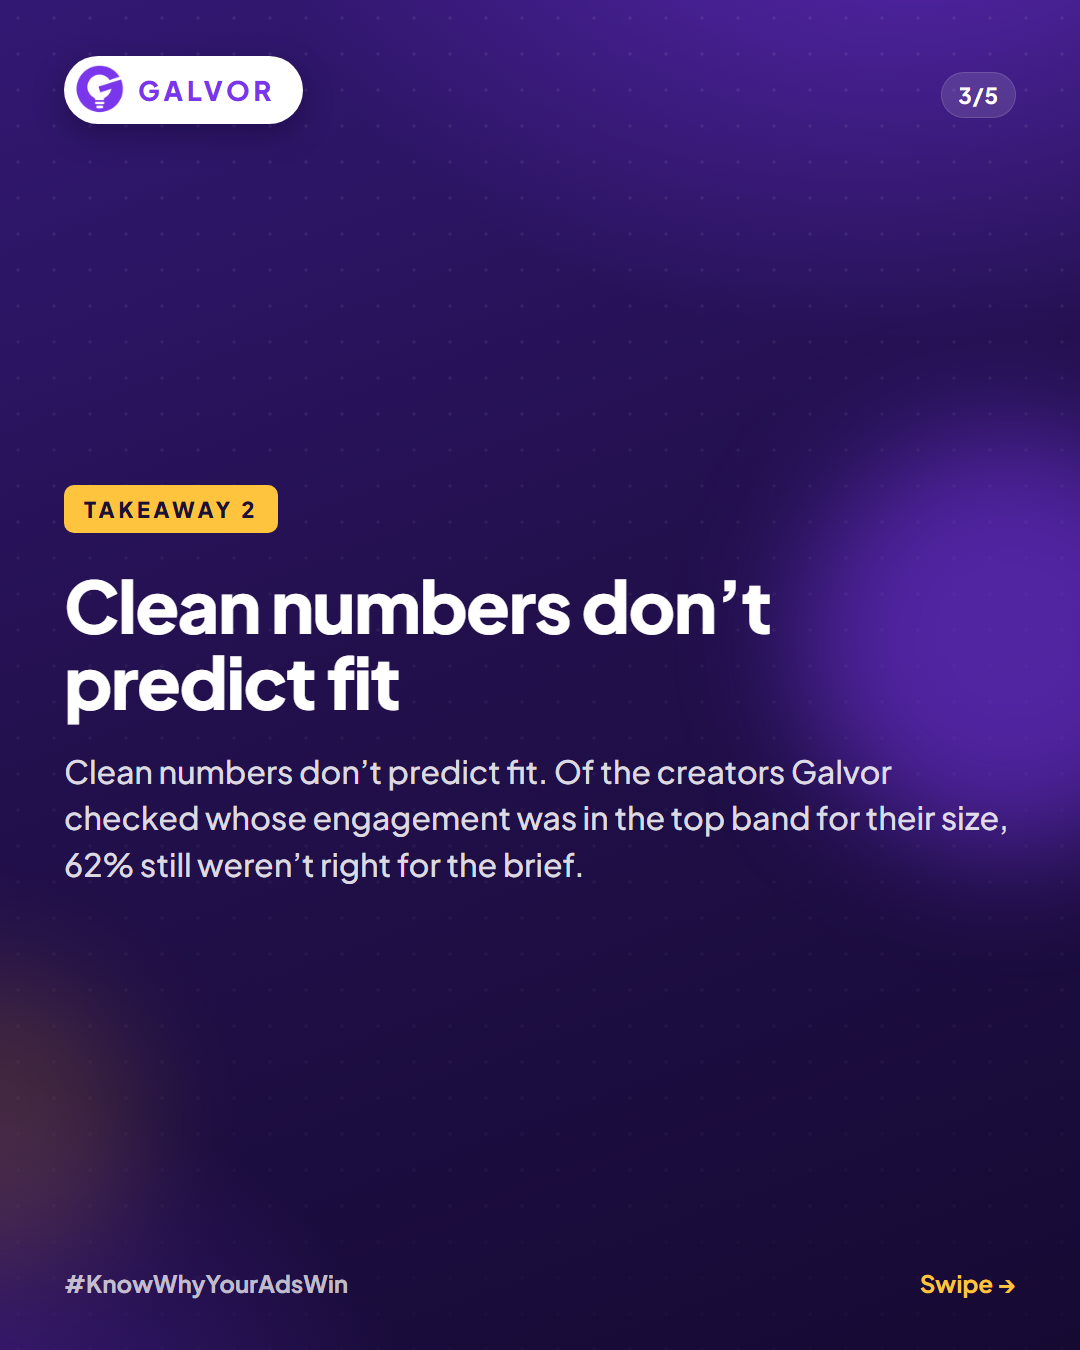 GALVOR
3/5
TAKEAWAY 2
Clean numbers don’t
predict fit
Clean numbers don’t predict fit. Of the creators Galvor
checked whose engagement was in the top band for their size,
62% still weren’t right for the brief.
#KnowWhyYourAdsWin
Swipe →